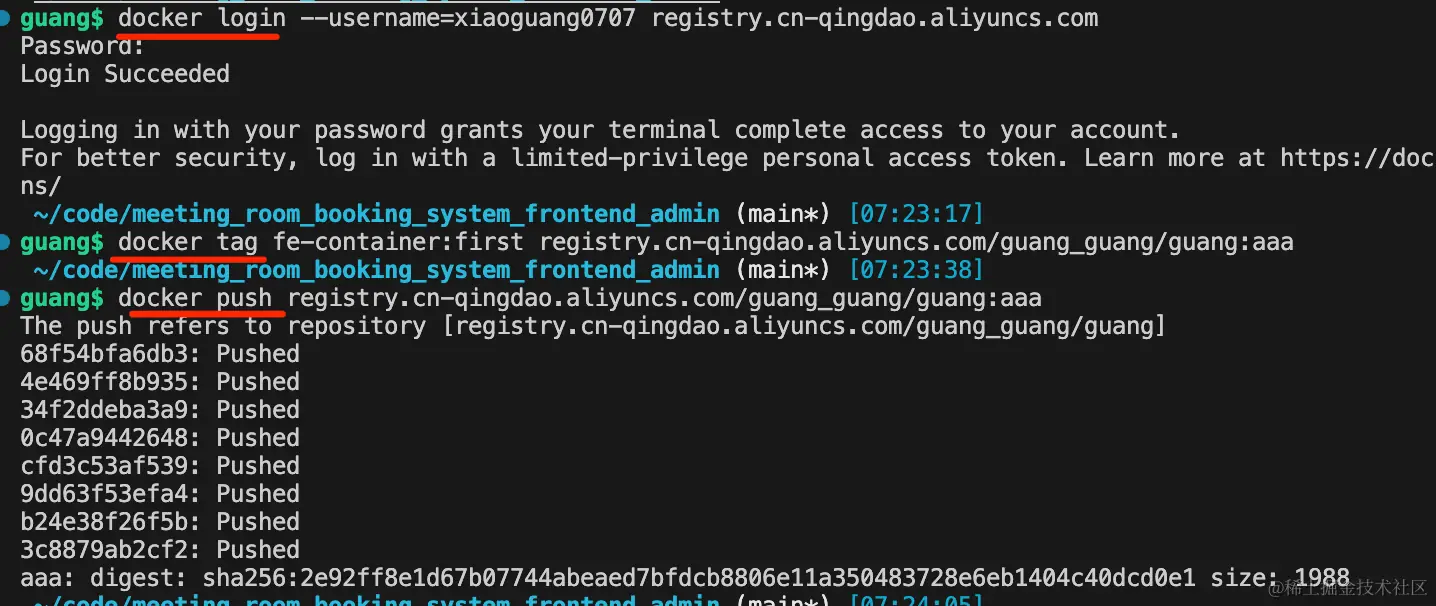 guang$ docker login --username=xiaoguang0707 registry.cn-qingdao.aliyuncs.com
Password:
Login Succeeded
Logging in with your password grants your terminal complete access to your account.
For better security, log in with a limited-privilege personal access token. Learn more at https://doc
ns/
~/code/meeting_room_booking_system_frontend_admin (main*) [07:23:17]
guang$ docker tag fe-container:first registry.cn-qingdao.aliyuncs.com/guang_guang/guang:aaa
~/code/meeting_room_booking_system_frontend_admin (main*) [07:23:38]
guang$ docker push registry.cn-qingdao.aliyuncs.com/guang_guang/guang:aaa
The push refers to repository [registry.cn-qingdao.aliyuncs.com/guang_guang/guang]
68f54bfa6db3: Pushed
4e469ff8b935: Pushed
34f2ddeba3a9: Pushed
0c47a9442648: Pushed
cfd3c53af539: Pushed
9dd63f53efa4: Pushed
b24e38f26f5b: Pushed
3c8879ab2cf2: Pushed
aaa: digest: sha256:2e92ff8e1d67b07744abeaed7bfdcb8806e11a350483728e6eb1404c40dcd0e1 size: 1988
@稀土掘金技术社区
~/code/meeting_room_booking_system_frontend_admin (main*) [07:24:05]